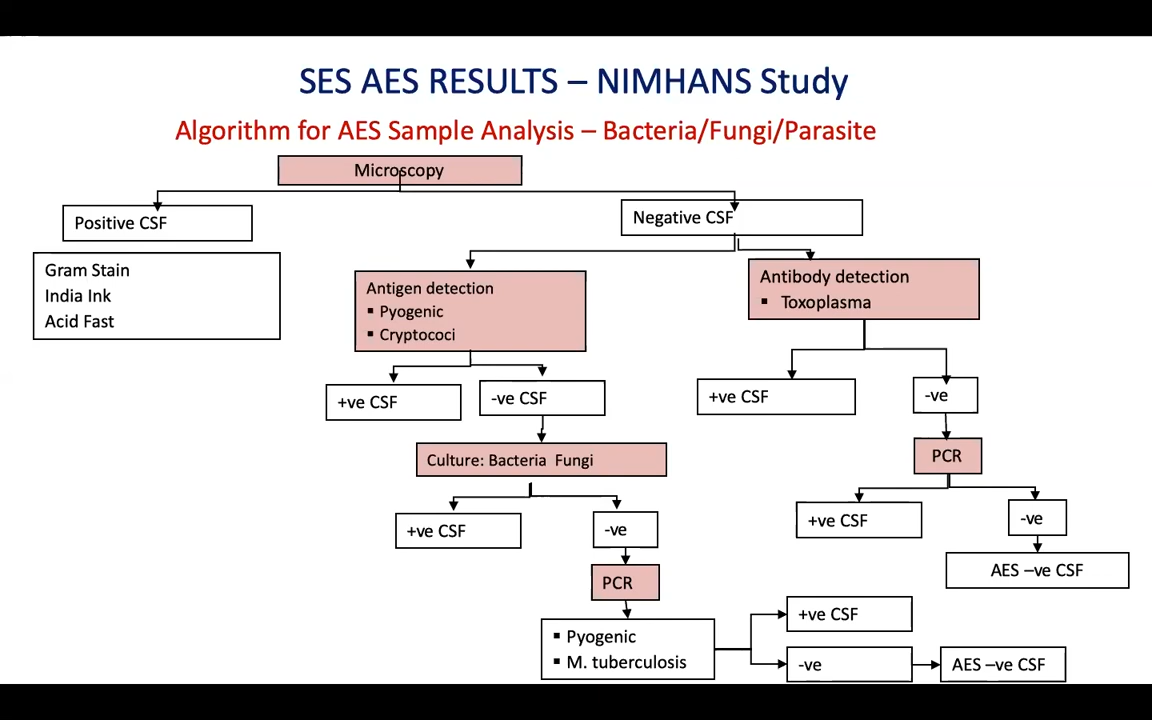 SES AES RESULTS – NIMHANS Study
Algorithm for AES Sample Analysis – Bacteria/Fungi/Parasite
Microscopy
Positive CSF
Negative CSF
Gram Stain
India Ink
Acid Fast
Antigen detection
▪ Pyogenic
▪ Cryptococi
Antibody detection
▪ Toxoplasma
+ve CSF
-ve CSF
+ve CSF
-ve
Culture: Bacteria Fungi
PCR
+ve CSF
-ve
+ve CSF
-ve
PCR
AES –ve CSF
▪ Pyogenic
▪ M. tuberculosis
+ve CSF
-ve
AES –ve CSF